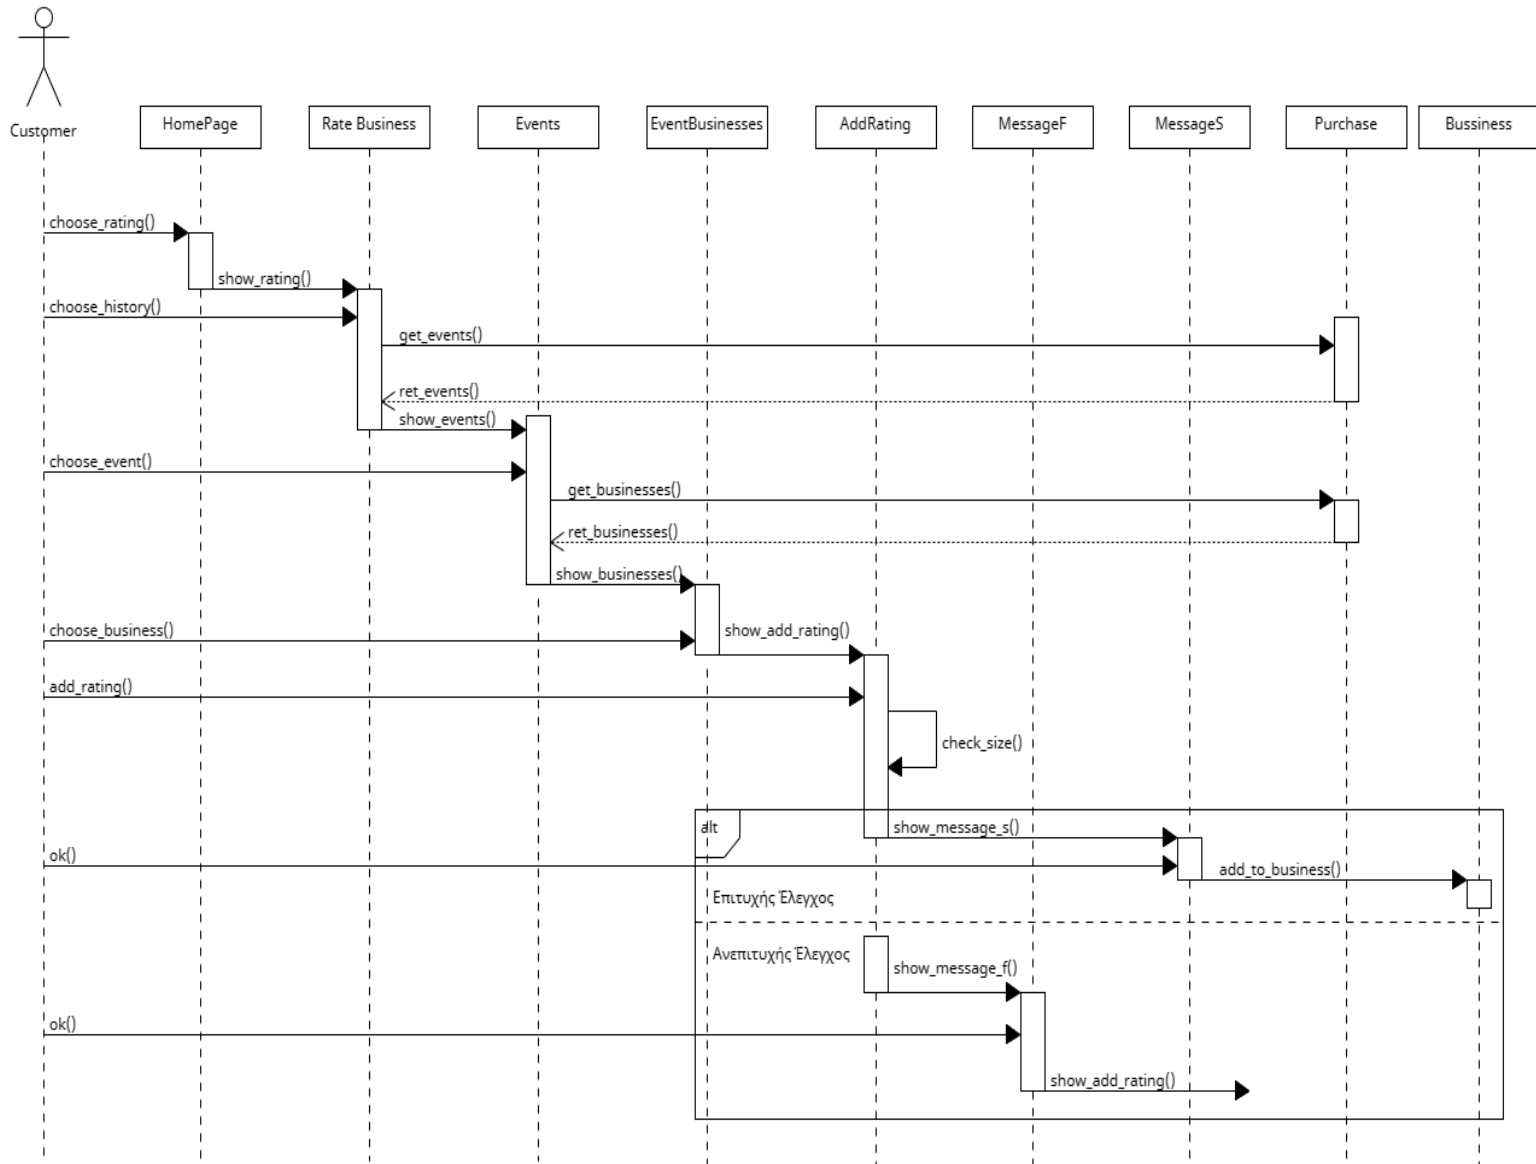 Customer
HomePage
Rate Business
Events
EventBusinesses
AddRating
MessageF
MessageS
Purchase
Bussiness
choose_rating()
show_rating()
choose_history()
get_events()
ret_events()
show_events()
choose_event()
get_businesses()
ret_businesses()
show_businesses()
choose_business()
show_add_rating()
add_rating()
check_size()
alt
show_message_s()
ok()
add_to_business()
Επιτυχής Έλεγχος
Ανεπιτυχής Έλεγχος
show_message_f()
ok()
show_add_rating()